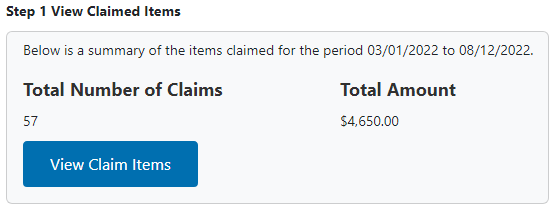 Step 1 View Claimed Items
Below is a summary of the items claimed for the period 03/01/2022 to 08/12/2022.
Total Number of Claims
Total Amount
57
$4,650.00
View Claim Items